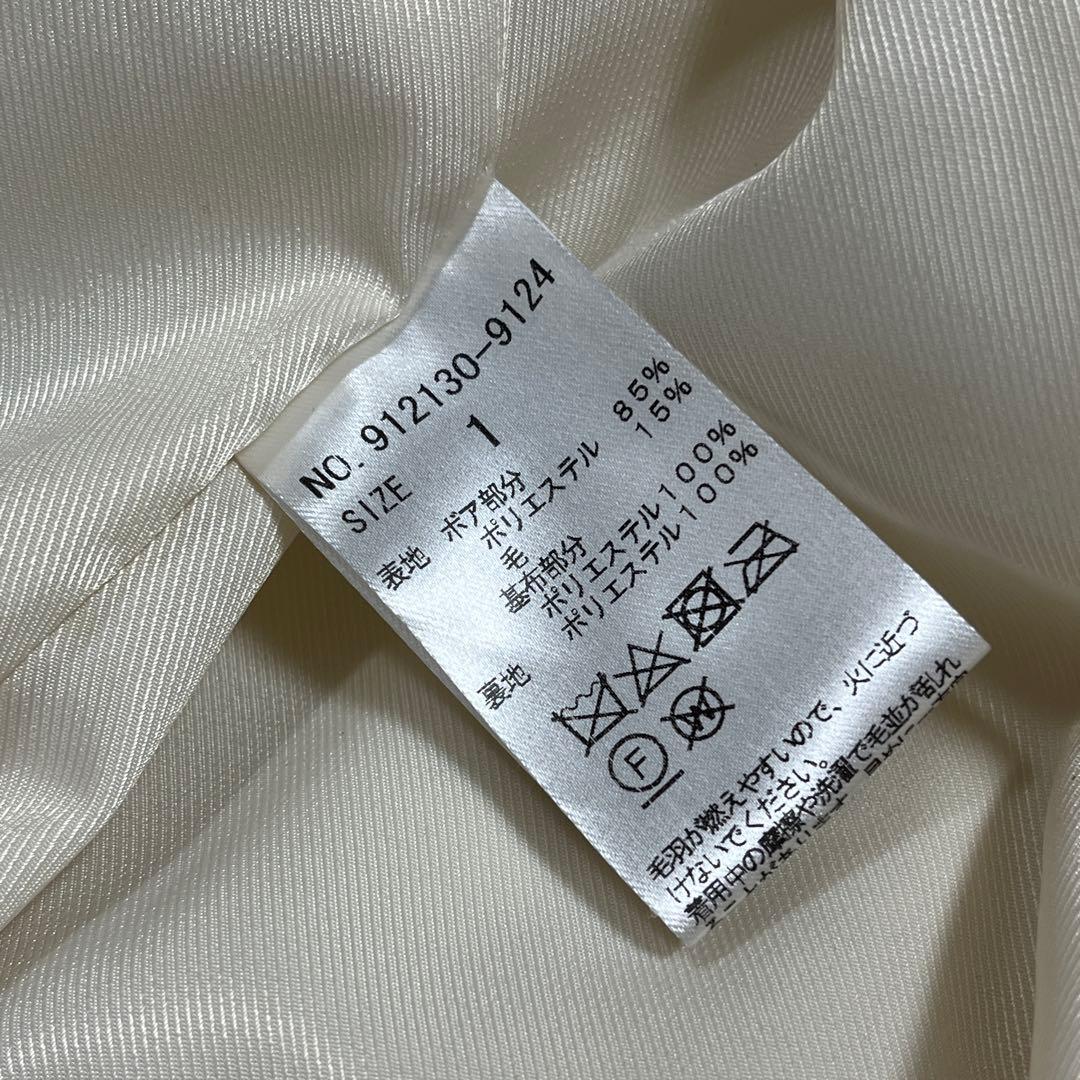 NO. 912130-9124
SIZE 1
表地 ボア部分
ポリエステル 85%
毛 15%
基布部分
ポリエステル100%
裏地 ポリエステル100%
F
W
毛羽が燃えやすいので、火に近づ
けないでください。
着用中の摩擦や洗濯で毛並が乱れ